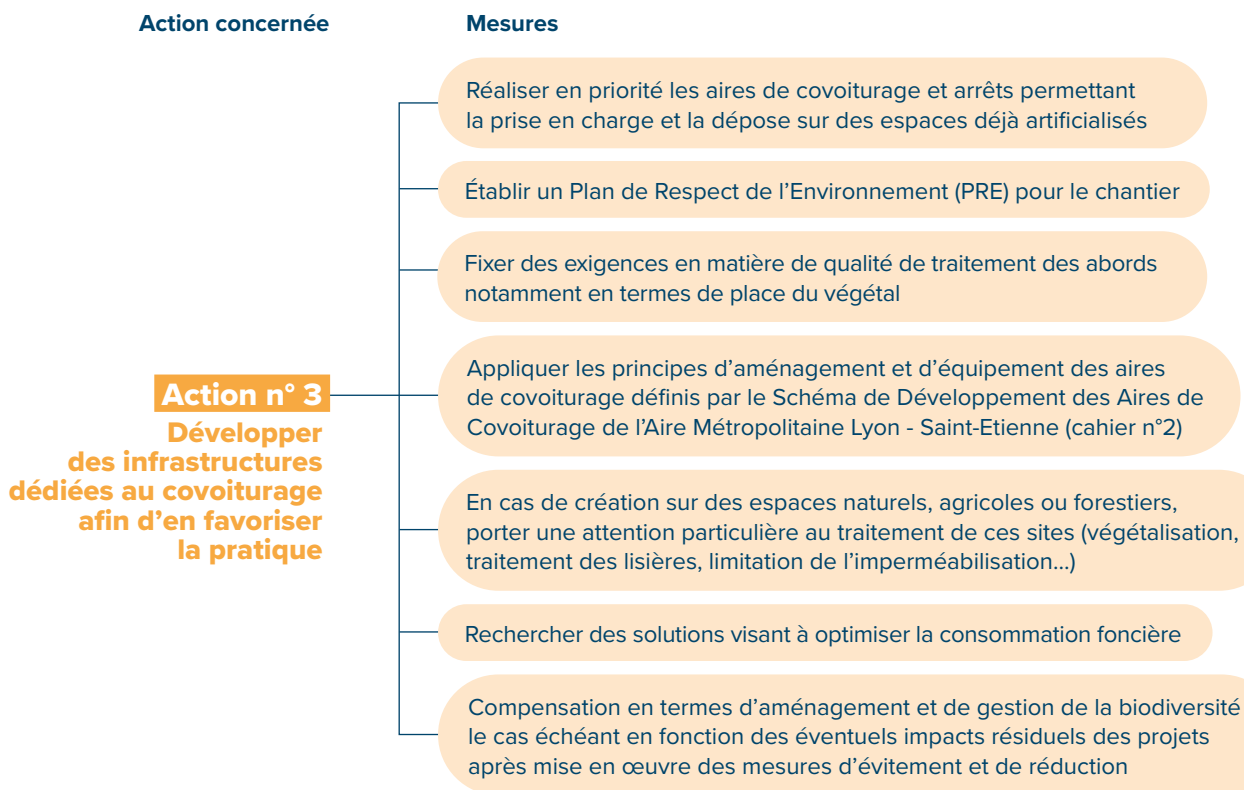 Action concernée
Mesures
Action n° 3
Développer
des infrastructures
dédiées au covoiturage
afin d’en favoriser
la pratique
Réaliser en priorité les aires de covoiturage et arrêts permettant
la prise en charge et la dépose sur des espaces déjà artificialisés
Établir un Plan de Respect de l’Environnement (PRE) pour le chantier
Fixer des exigences en matière de qualité de traitement des abords
notamment en termes de place du végétal
Appliquer les principes d’aménagement et d’équipement des aires
de covoiturage définis par le Schéma de Développement des Aires de
Covoiturage de l’Aire Métropolitaine Lyon - Saint-Etienne (cahier n°2)
En cas de création sur des espaces naturels, agricoles ou forestiers,
porter une attention particulière au traitement de ces sites (végétalisation,
traitement des lisières, limitation de l’imperméabilisation...)
Rechercher des solutions visant à optimiser la consommation foncière
Compensation en termes d’aménagement et de gestion de la biodiversité
le cas échéant en fonction des éventuels impacts résiduels des projets
après mise en œuvre des mesures d’évitement et de réduction